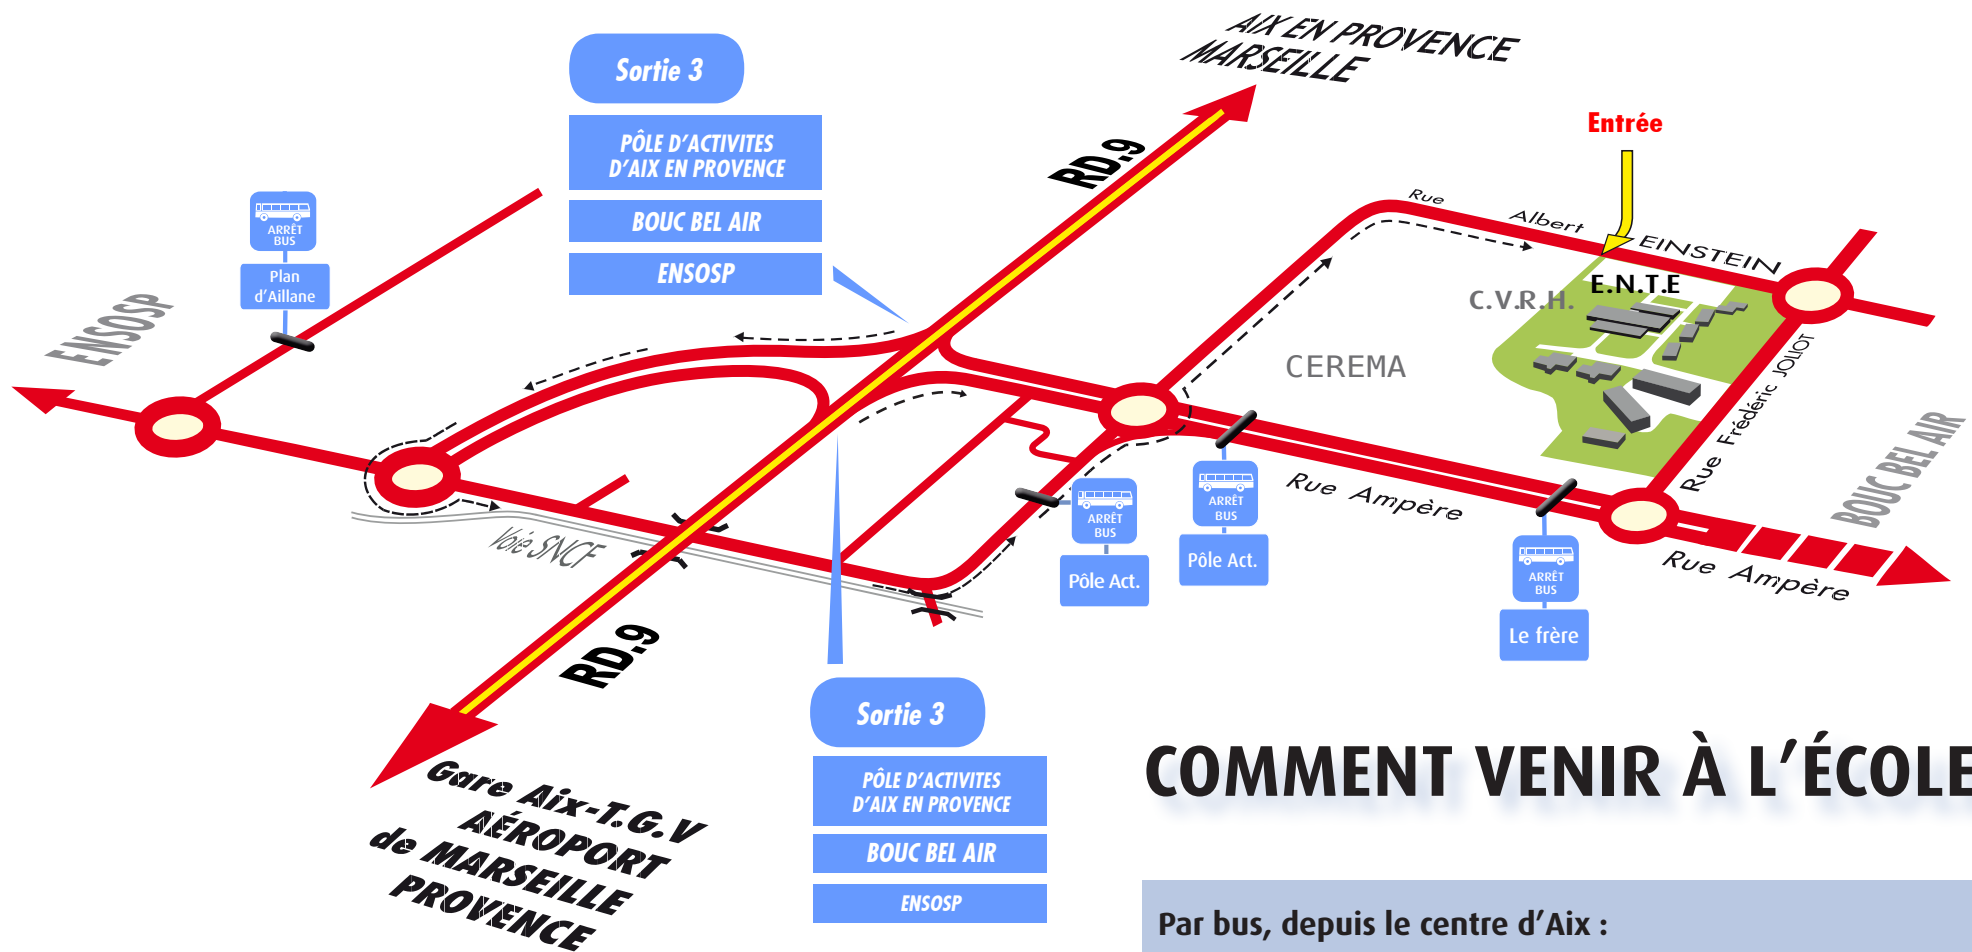 AIX EN PROVENCE
MARSEILLE
Sortie 3
PÔLE D'ACTIVITES
D'AIX EN PROVENCE
BOUC BEL AIR
ENSOSP
RD.9
Entrée
Rue Albert EINSTEIN
ARRÊT
BUS
Plan
d'Aillane
ENSOSP
C.V.R.H.
E.N.T.E
CEREMA
Rue Frédéric JOLIOT
BOUC BEL AIR
Voie SNCF
ARRÊT
BUS
Pôle Act.
ARRÊT
BUS
Pôle Act.
Rue Ampère
ARRÊT
BUS
Le frère
Rue Ampère
RD.9
Sortie 3
PÔLE D'ACTIVITES
D'AIX EN PROVENCE
BOUC BEL AIR
ENSOSP
Gare Aix-T.G.V
AÉROPORT
de MARSEILLE
PROVENCE
COMMENT VENIR À L'ÉCOLE
Par bus, depuis le centre d'Aix :